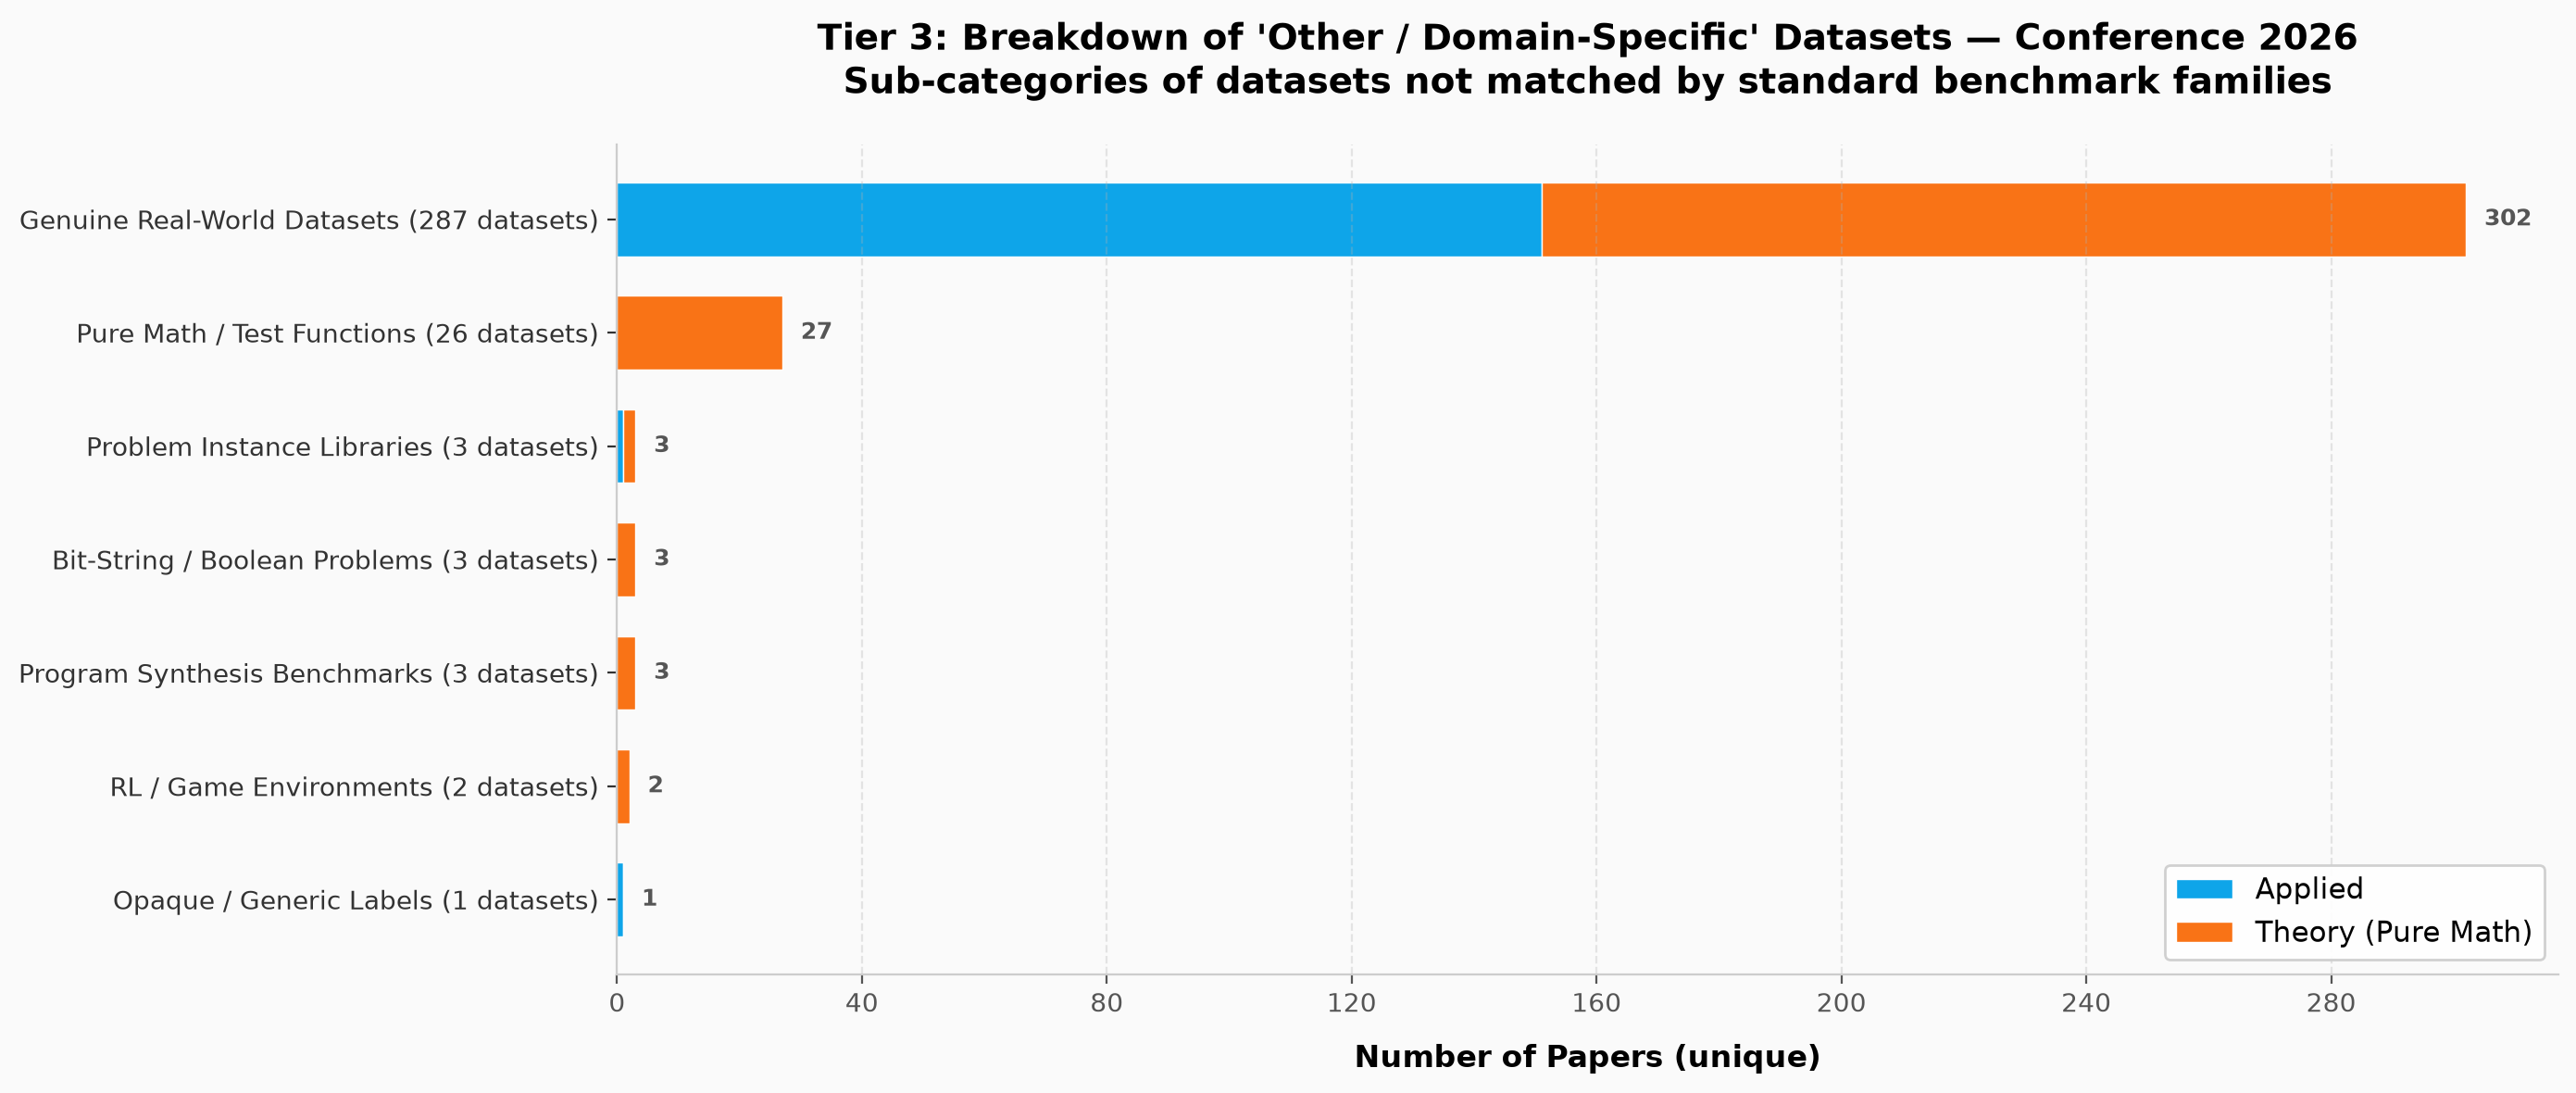 Tier 3: Breakdown of 'Other / Domain-Specific' Datasets — Conference 2026
Sub-categories of datasets not matched by standard benchmark families
Genuine Real-World Datasets (287 datasets)
302
Pure Math / Test Functions (26 datasets)
27
Problem Instance Libraries (3 datasets)
3
Bit-String / Boolean Problems (3 datasets)
3
Program Synthesis Benchmarks (3 datasets)
3
RL / Game Environments (2 datasets)
2
Opaque / Generic Labels (1 datasets)
1
Applied
Theory (Pure Math)
0 40 80 120 160 200 240 280
Number of Papers (unique)